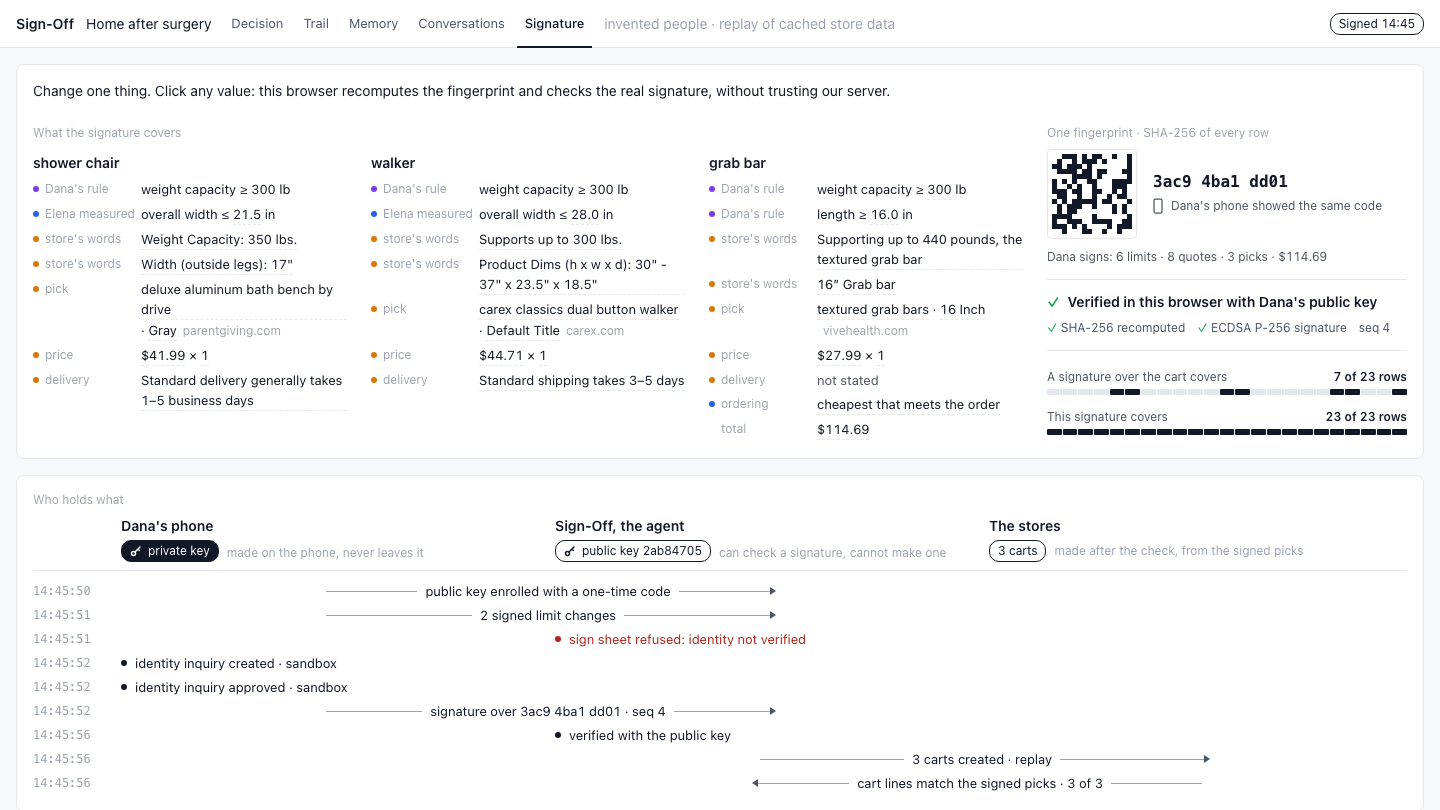 Sign-Off Home after surgery Decision Trail Memory Conversations Signature invented people · replay of cached store data Signed 14:45
Change one thing. Click any value: this browser recomputes the fingerprint and checks the real signature, without trusting our server.
What the signature covers
shower chair
Dana's rule weight capacity ≥ 300 lb
Elena measured overall width ≤ 21.5 in
store's words Weight Capacity: 350 lbs.
store's words Width (outside legs): 17"
pick deluxe aluminum bath bench by
drive
· Gray parentgiving.com
price $41.99 × 1
delivery Standard delivery generally takes
1–5 business days
walker
Dana's rule weight capacity ≥ 300 lb
Elena measured overall width ≤ 28.0 in
store's words Supports up to 300 lbs.
store's words Product Dims (h x w x d): 30" -
37" x 23.5" x 18.5"
pick carex classics dual button walker
· Default Title carex.com
price $44.71 × 1
delivery Standard shipping takes 3–5 days
grab bar
Dana's rule weight capacity ≥ 300 lb
Dana's rule length ≥ 16.0 in
store's words Supporting up to 440 pounds, the
textured grab bar
store's words 16″ Grab bar
pick textured grab bars · 16 Inch
vivehealth.com
price $27.99 × 1
delivery not stated
ordering cheapest that meets the order
total $114.69
One fingerprint · SHA-256 of every row
3ac9 4ba1 dd01
Dana's phone showed the same code
Dana signs: 6 limits · 8 quotes · 3 picks · $114.69
Verified in this browser with Dana's public key
SHA-256 recomputed ECDSA P-256 signature seq 4
A signature over the cart covers 7 of 23 rows
This signature covers 23 of 23 rows
Who holds what
Dana's phone
private key made on the phone, never leaves it
Sign-Off, the agent
public key 2ab84705 can check a signature, cannot make one
The stores
3 carts made after the check, from the signed picks
14:45:50 public key enrolled with a one-time code
14:45:51 2 signed limit changes
14:45:51 sign sheet refused: identity not verified
14:45:52 identity inquiry created · sandbox
14:45:52 identity inquiry approved · sandbox
14:45:52 signature over 3ac9 4ba1 dd01 · seq 4
14:45:56 verified with the public key
14:45:56 3 carts created · replay
14:45:56 cart lines match the signed picks · 3 of 3